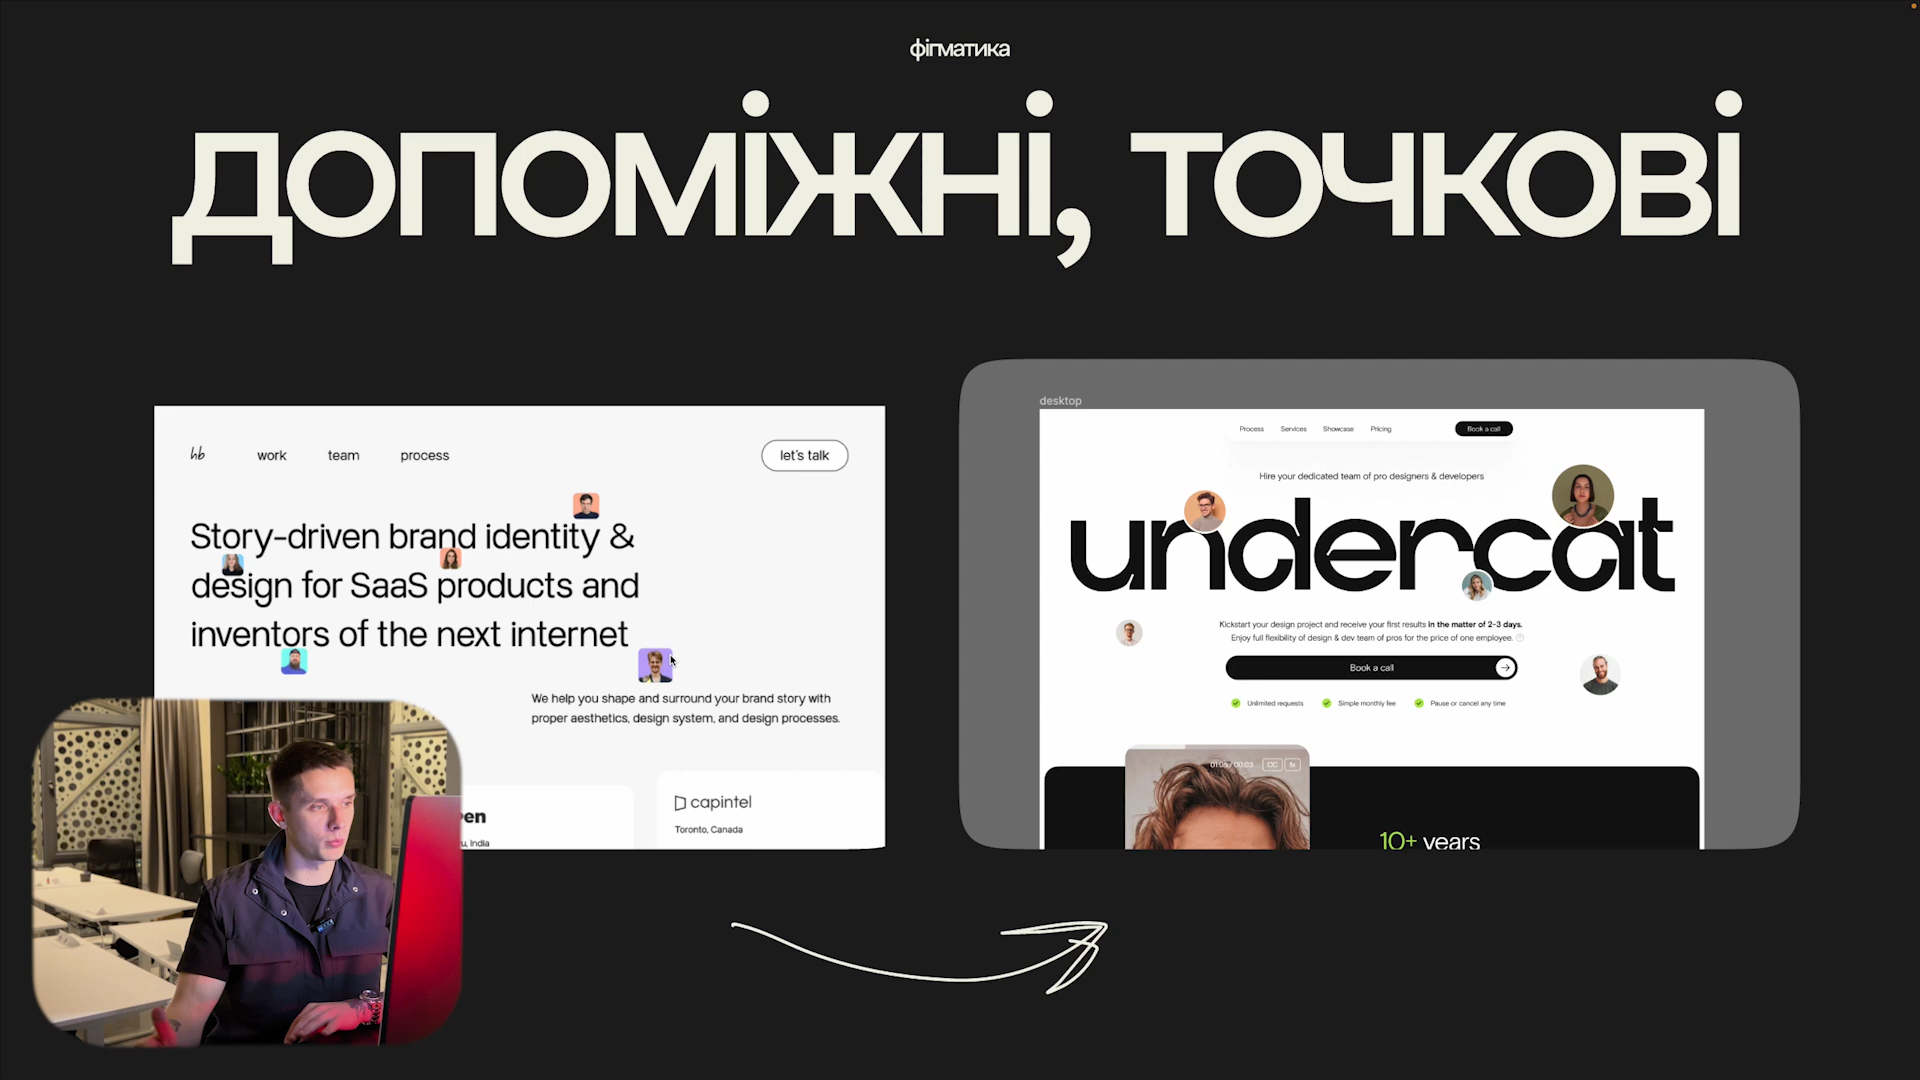 фігматика
допоміжні, точкові
hb
work
team
process
let's talk
Story-driven brand identity &
design for SaaS products and
inventors of the next internet
We help you shape and surround your brand story with
proper aesthetics, design system, and design processes.
capintel
Toronto, Canada
desktop
Process
Services
Showcase
Pricing
Book a call
Hire your dedicated team of pro designers & developers
undercat
Kickstart your design project and receive your first results in the matter of 2-3 days.
Enjoy full flexibility of design & dev team of pros for the price of one employee.
Book a call
Unlimited requests
Simple monthly fee
Pause or cancel any time
CC
10+ years